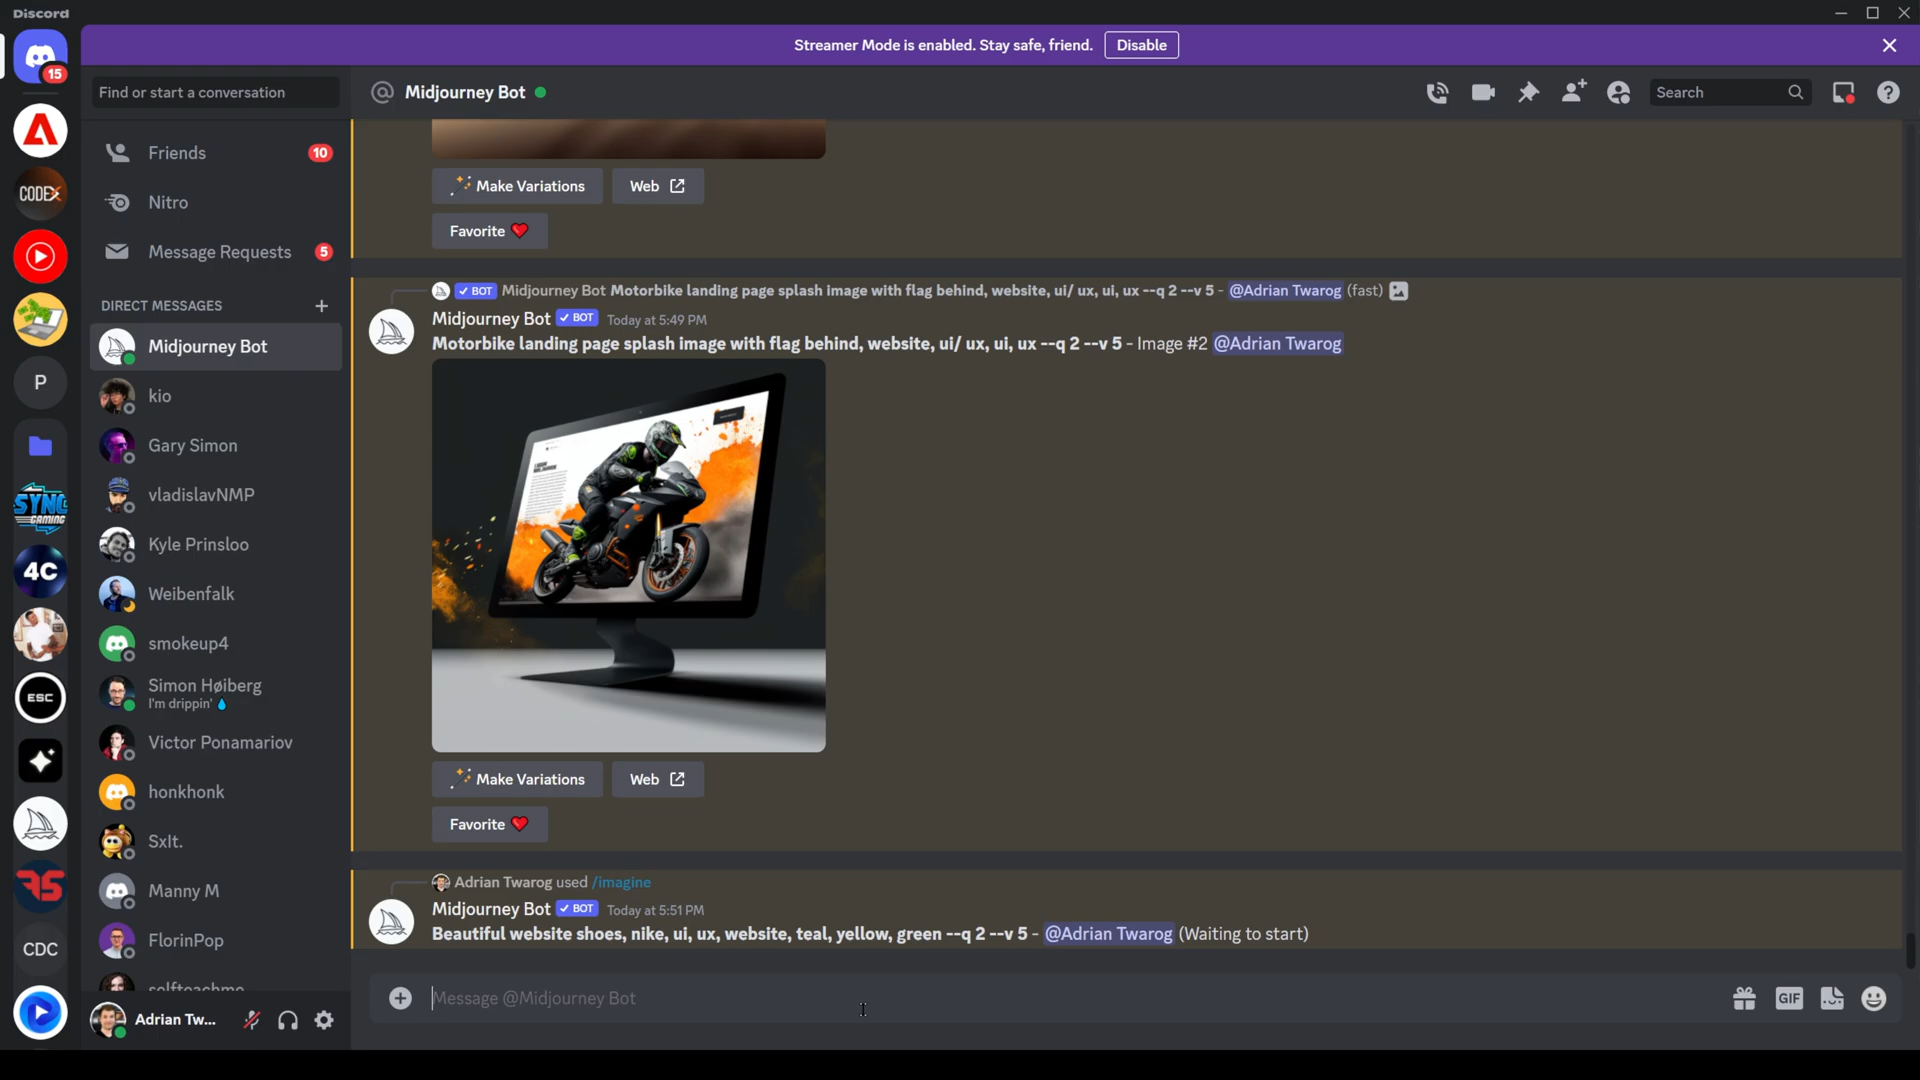 Discord
Streamer Mode is enabled. Stay safe, friend. Disable
15
Find or start a conversation
Friends 10
Nitro
Message Requests 5
DIRECT MESSAGES
Midjourney Bot
kio
Gary Simon
vladislavNMP
Kyle Prinsloo
Weibenfalk
smokeup4
Simon Høiberg
I'm drippin'
Victor Ponamariov
honkhonk
Sxlt.
Manny M
FlorinPop
selfteachme
Adrian Tw...
CODEX
P
SYNC
GAMING
4C
ESC
CDC
Midjourney Bot
Search
Make Variations Web
Favorite
BOT Midjourney Bot Motorbike landing page splash image with flag behind, website, ui/ ux, ui, ux --q 2 --v 5 - @Adrian Twarog (fast)
Midjourney Bot BOT Today at 5:49 PM
Motorbike landing page splash image with flag behind, website, ui/ ux, ui, ux --q 2 --v 5 - Image #2 @Adrian Twarog
Make Variations Web
Favorite
Adrian Twarog used /imagine
Midjourney Bot BOT Today at 5:51 PM
Beautiful website shoes, nike, ui, ux, website, teal, yellow, green --q 2 --v 5 - @Adrian Twarog (Waiting to start)
Message @Midjourney Bot
GIF